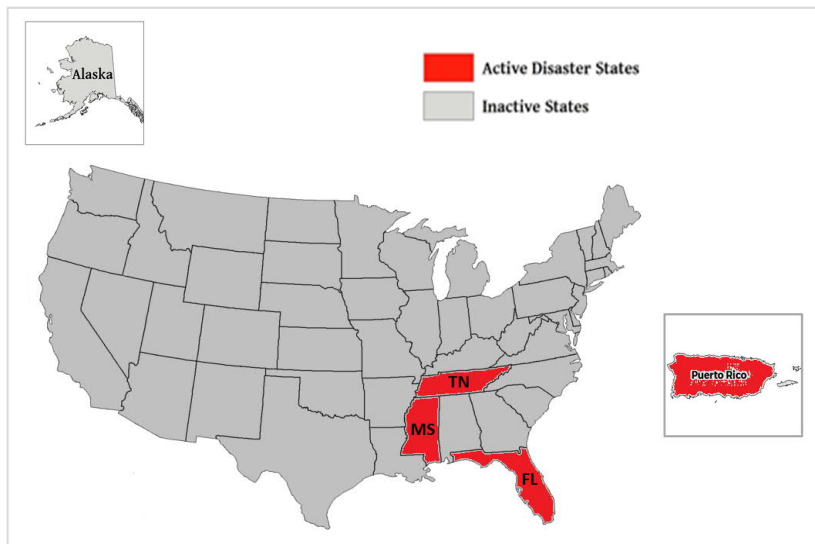 Alaska
Active Disaster States
Inactive States
TN
MS
FL
Puerto Rico